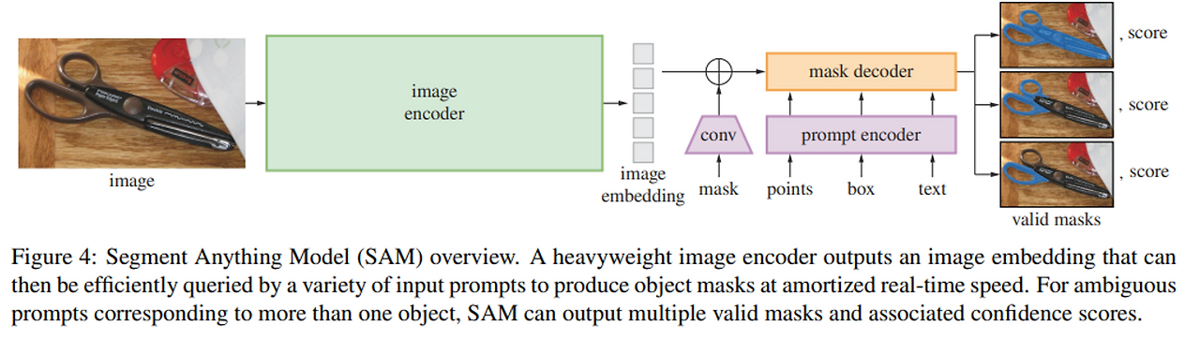 image
encoder
mask decoder
conv
prompt encoder
image
image
embedding
mask
points
box
text
, score
, score
, score
valid masks
Figure 4: Segment Anything Model (SAM) overview. A heavyweight image encoder outputs an image embedding that can
then be efficiently queried by a variety of input prompts to produce object masks at amortized real-time speed. For ambiguous
prompts corresponding to more than one object, SAM can output multiple valid masks and associated confidence scores.